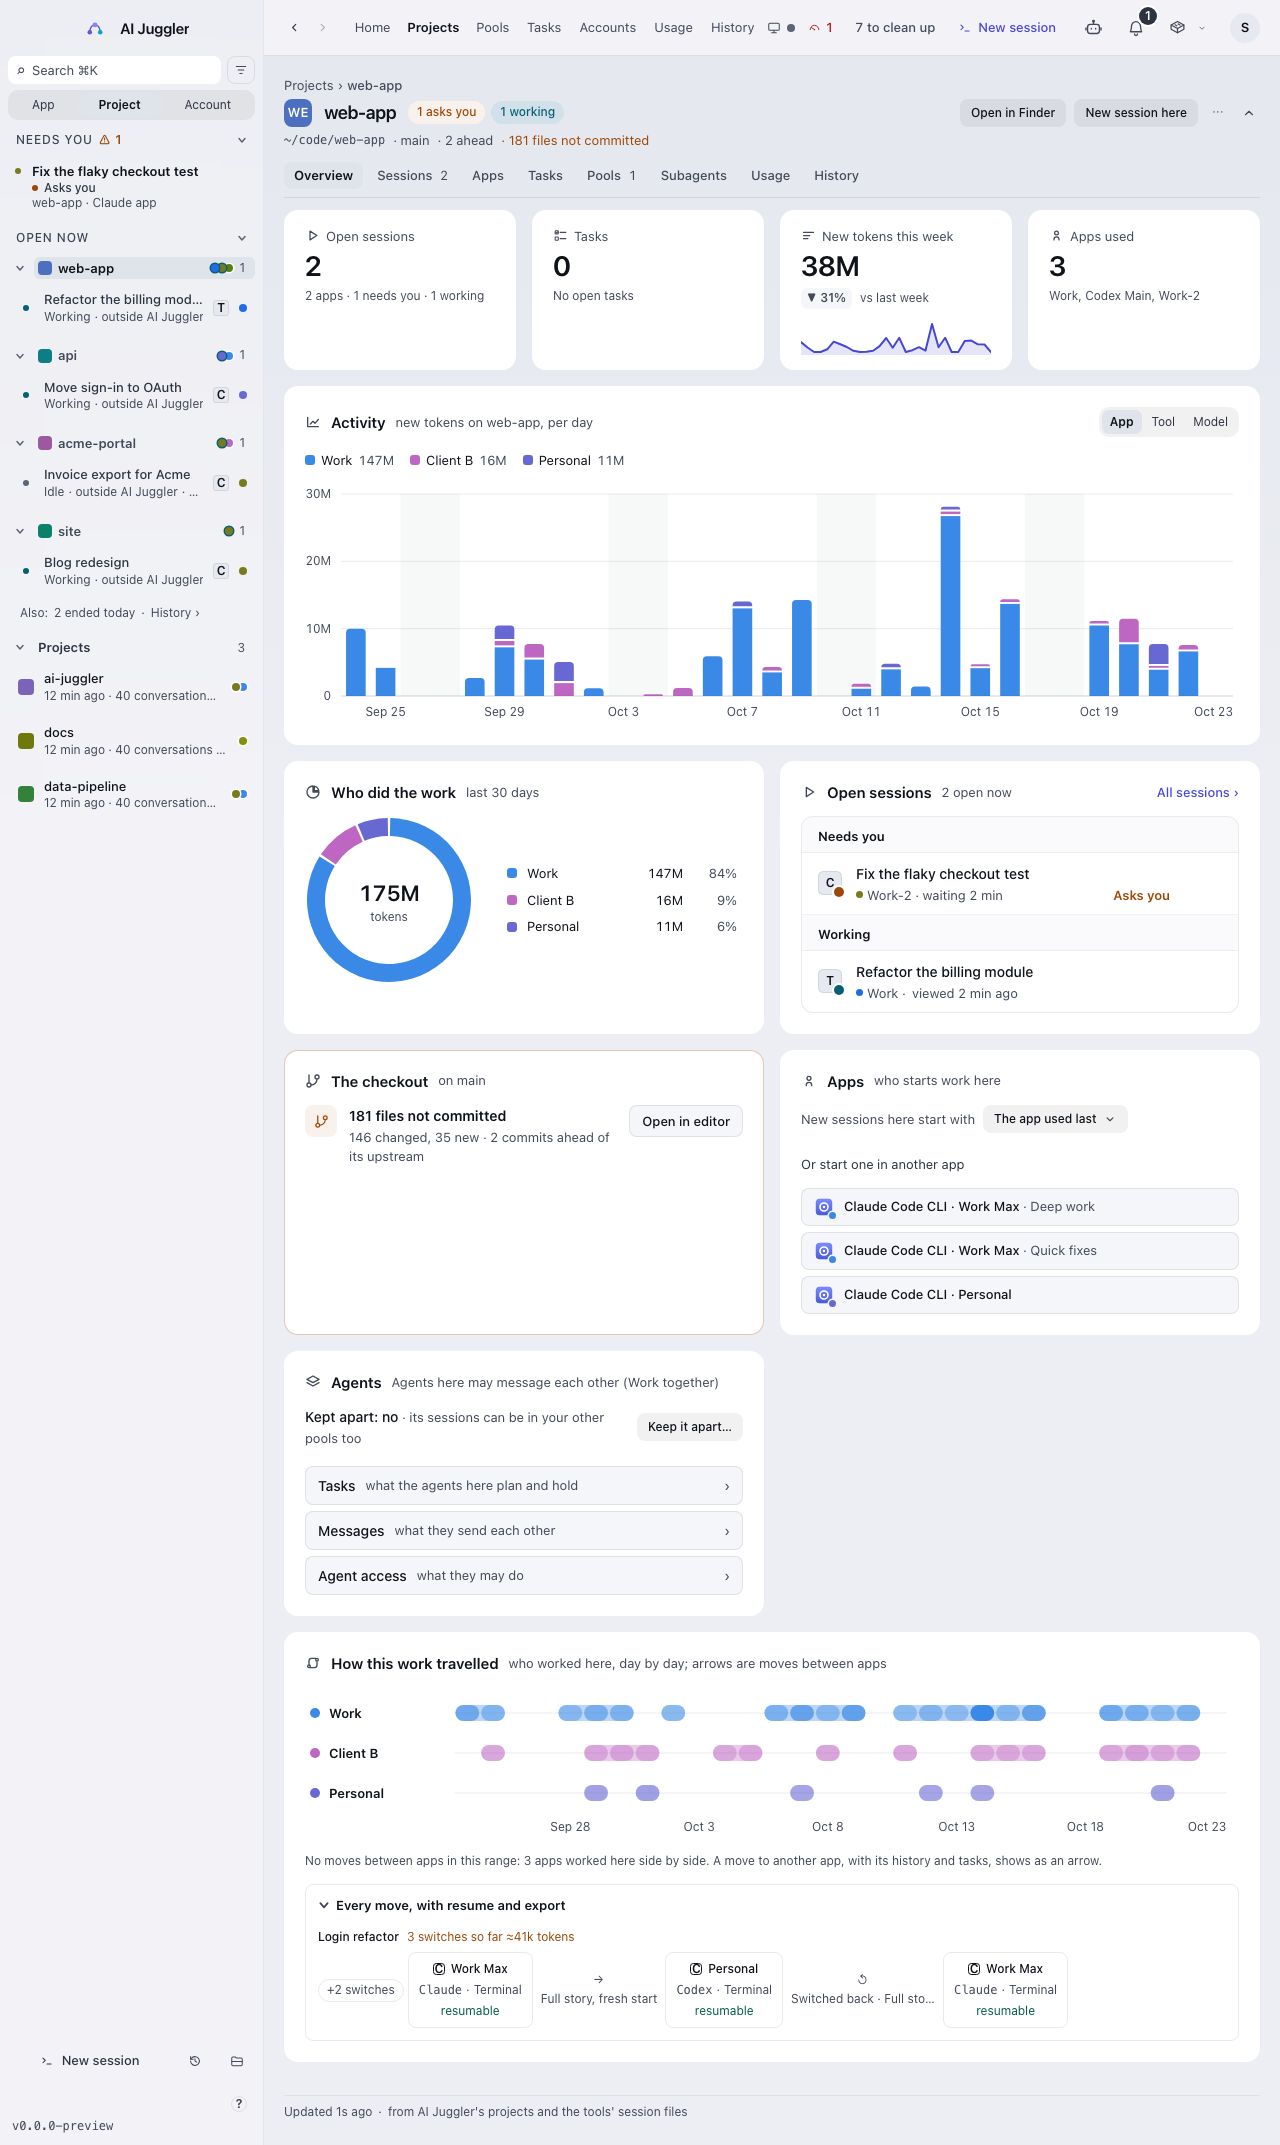 AI Juggler
Search ⌘K
App Project Account
NEEDS YOU 1
Fix the flaky checkout test
Asks you
web-app · Claude app
OPEN NOW
web-app 1
Refactor the billing mod... T
Working · outside AI Juggler
api 1
Move sign-in to OAuth C
Working · outside AI Juggler
acme-portal 1
Invoice export for Acme C
Idle · outside AI Juggler · ...
site 1
Blog redesign C
Working · outside AI Juggler
Also: 2 ended today · History ›
Projects 3
ai-juggler
12 min ago · 40 conversation...
docs
12 min ago · 40 conversations ...
data-pipeline
12 min ago · 40 conversation...
New session
?
v0.0.0-preview
Home Projects Pools Tasks Accounts Usage History 1 7 to clean up New session 1 S
Projects › web-app
WE web-app 1 asks you 1 working Open in Finder New session here ...
~/code/web-app · main · 2 ahead · 181 files not committed
Overview Sessions 2 Apps Tasks Pools 1 Subagents Usage History
Open sessions
2
2 apps · 1 needs you · 1 working
Tasks
0
No open tasks
New tokens this week
38M
▼ 31% vs last week
Apps used
3
Work, Codex Main, Work-2
Activity new tokens on web-app, per day App Tool Model
Work 147M Client B 16M Personal 11M
30M
20M
10M
0
Sep 25 Sep 29 Oct 3 Oct 7 Oct 11 Oct 15 Oct 19 Oct 23
Who did the work last 30 days
175M
tokens
Work 147M 84%
Client B 16M 9%
Personal 11M 6%
Open sessions 2 open now All sessions ›
Needs you
C Fix the flaky checkout test
Work-2 · waiting 2 min Asks you
Working
T Refactor the billing module
Work · viewed 2 min ago
The checkout on main
181 files not committed
146 changed, 35 new · 2 commits ahead of
its upstream
Open in editor
Apps who starts work here
New sessions here start with The app used last
Or start one in another app
Claude Code CLI · Work Max · Deep work
Claude Code CLI · Work Max · Quick fixes
Claude Code CLI · Personal
Agents Agents here may message each other (Work together)
Kept apart: no · its sessions can be in your other
pools too
Keep it apart...
Tasks what the agents here plan and hold ›
Messages what they send each other ›
Agent access what they may do ›
How this work travelled who worked here, day by day; arrows are moves between apps
Work
Client B
Personal
Sep 28 Oct 3 Oct 8 Oct 13 Oct 18 Oct 23
No moves between apps in this range: 3 apps worked here side by side. A move to another app, with its history and tasks, shows as an arrow.
Every move, with resume and export
Login refactor 3 switches so far ≈41k tokens
+2 switches
C Work Max
Claude · Terminal
resumable
→
Full story, fresh start
C Personal
Codex · Terminal
resumable
Switched back · Full sto...
C Work Max
Claude · Terminal
resumable
Updated 1s ago · from AI Juggler's projects and the tools' session files